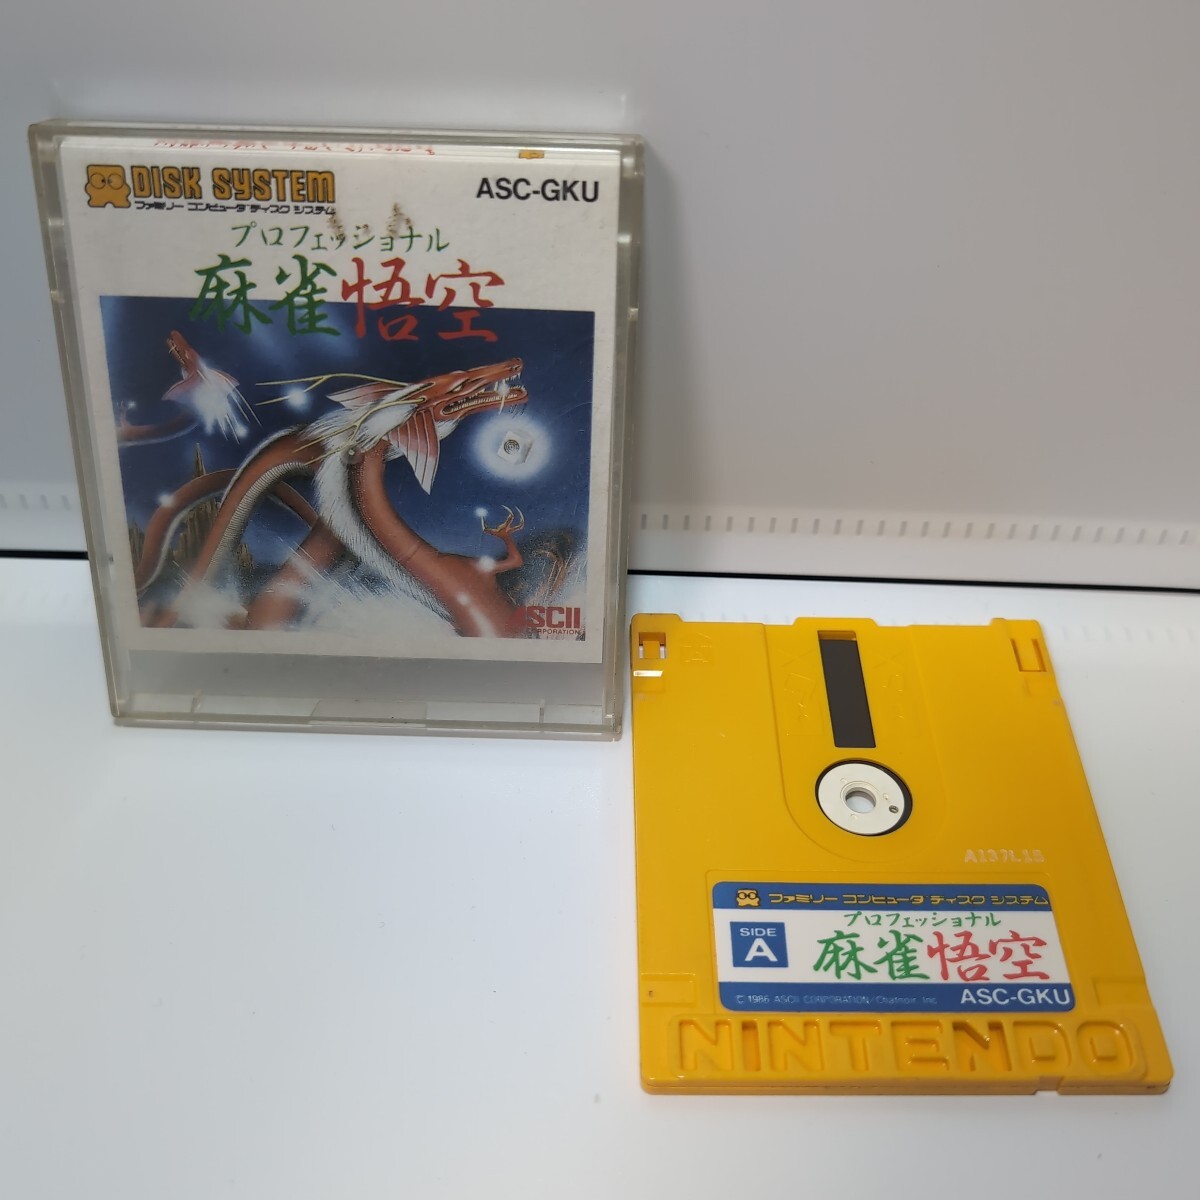 DISK SYSTEM
ファミリー コンピュータ ディスク システム
ASC-GKU
プロフェッショナル
麻雀悟空
ASCII
CORPORATION
ファミリー コンピュータ ディスク システム
プロフェッショナル
SIDE
A
麻雀悟空
© 1986 ASCII CORPORATION/Chatnoir, Inc.
ASC-GKU
NINTENDO